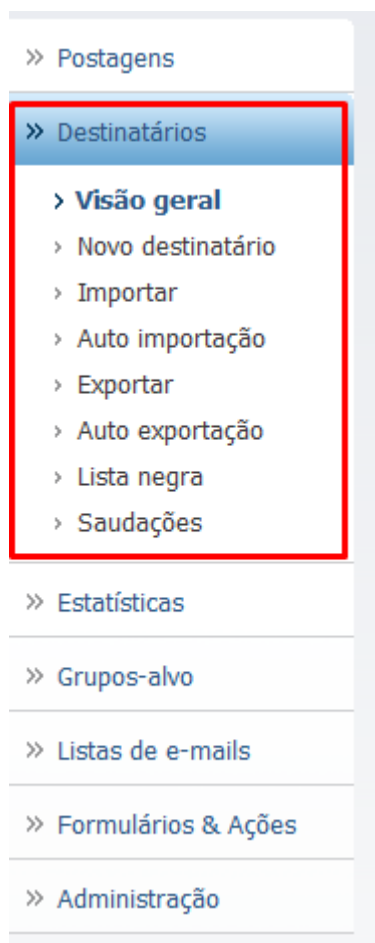 Postagens
Destinatários
Visão geral
Novo destinatário
Importar
Auto importação
Exportar
Auto exportação
Lista negra
Saudações
Estatísticas
Grupos-alvo
Listas de e-mails
Formulários & Ações
Administração